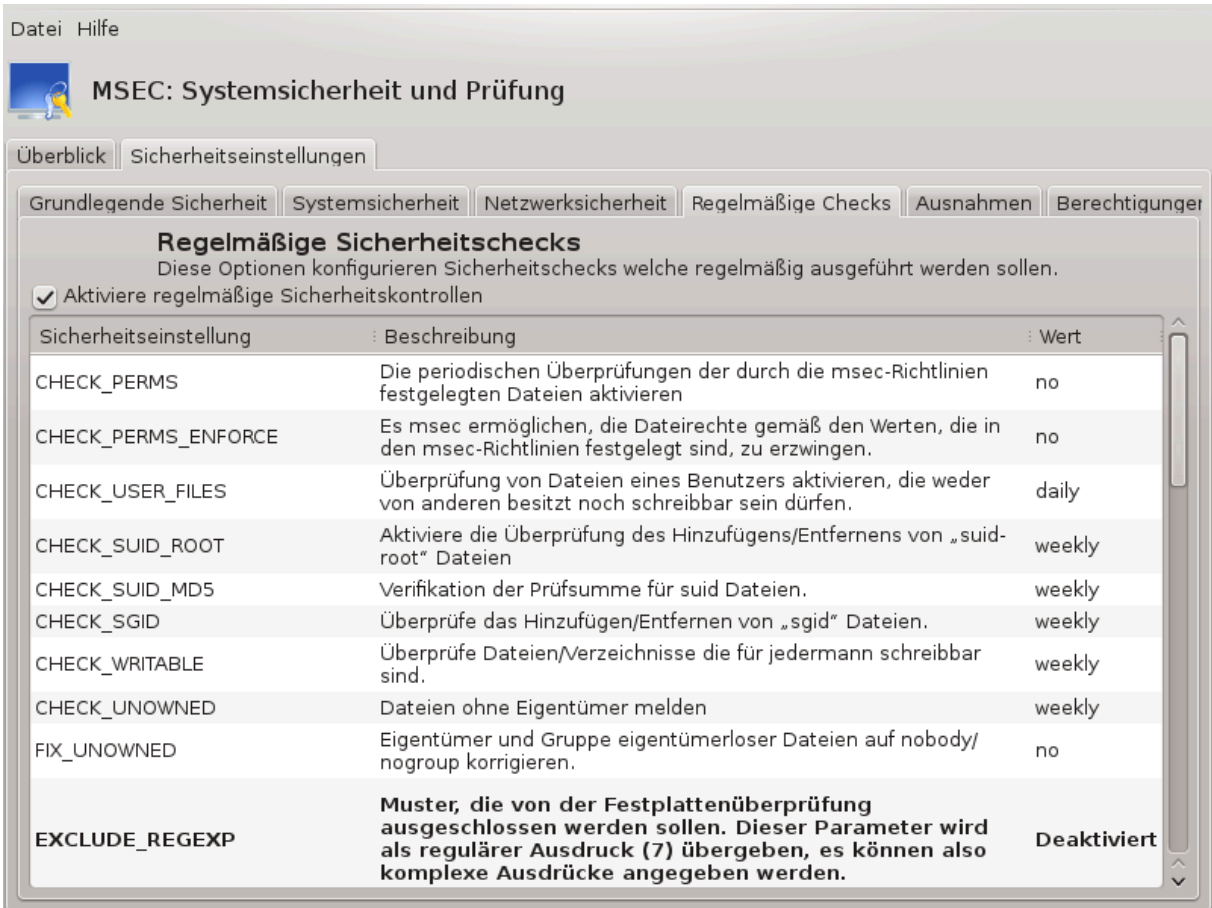 Datei Hilfe
MSEC: Systemsicherheit und Prüfung
Überblick Sicherheitseinstellungen
Grundlegende Sicherheit Systemsicherheit Netzwerksicherheit Regelmäßige Checks Ausnahmen Berechtigungen
Regelmäßige Sicherheitschecks
Diese Optionen konfigurieren Sicherheitschecks welche regelmäßig ausgeführt werden sollen.
Aktiviere regelmäßige Sicherheitskontrollen
Sicherheitseinstellung Beschreibung Wert
CHECK_PERMS Die periodischen Überprüfungen der durch die msec-Richtlinien festgelegten Dateien aktivieren no
CHECK_PERMS_ENFORCE Es msec ermöglichen, die Dateirechte gemäß den Werten, die in den msec-Richtlinien festgelegt sind, zu erzwingen. no
CHECK_USER_FILES Überprüfung von Dateien eines Benutzers aktivieren, die weder von anderen besitzt noch schreibbar sein dürfen. daily
CHECK_SUID_ROOT Aktiviere die Überprüfung des Hinzufügens/Entfernens von „suid-root“ Dateien weekly
CHECK_SUID_MD5 Verifikation der Prüfsumme für suid Dateien. weekly
CHECK_SGID Überprüfe das Hinzufügen/Entfernen von „sgid“ Dateien. weekly
CHECK_WRITABLE Überprüfe Dateien/Verzeichnisse die für jedermann schreibbar sind. weekly
CHECK_UNOWNED Dateien ohne Eigentümer melden weekly
FIX_UNOWNED Eigentümer und Gruppe eigentümerloser Dateien auf nobody/nogroup korrigieren. no
EXCLUDE_REGEXP Muster, die von der Festplattenüberprüfung ausgeschlossen werden sollen. Dieser Parameter wird als regulärer Ausdruck (7) übergeben, es können also komplexe Ausdrücke angegeben werden. Deaktiviert